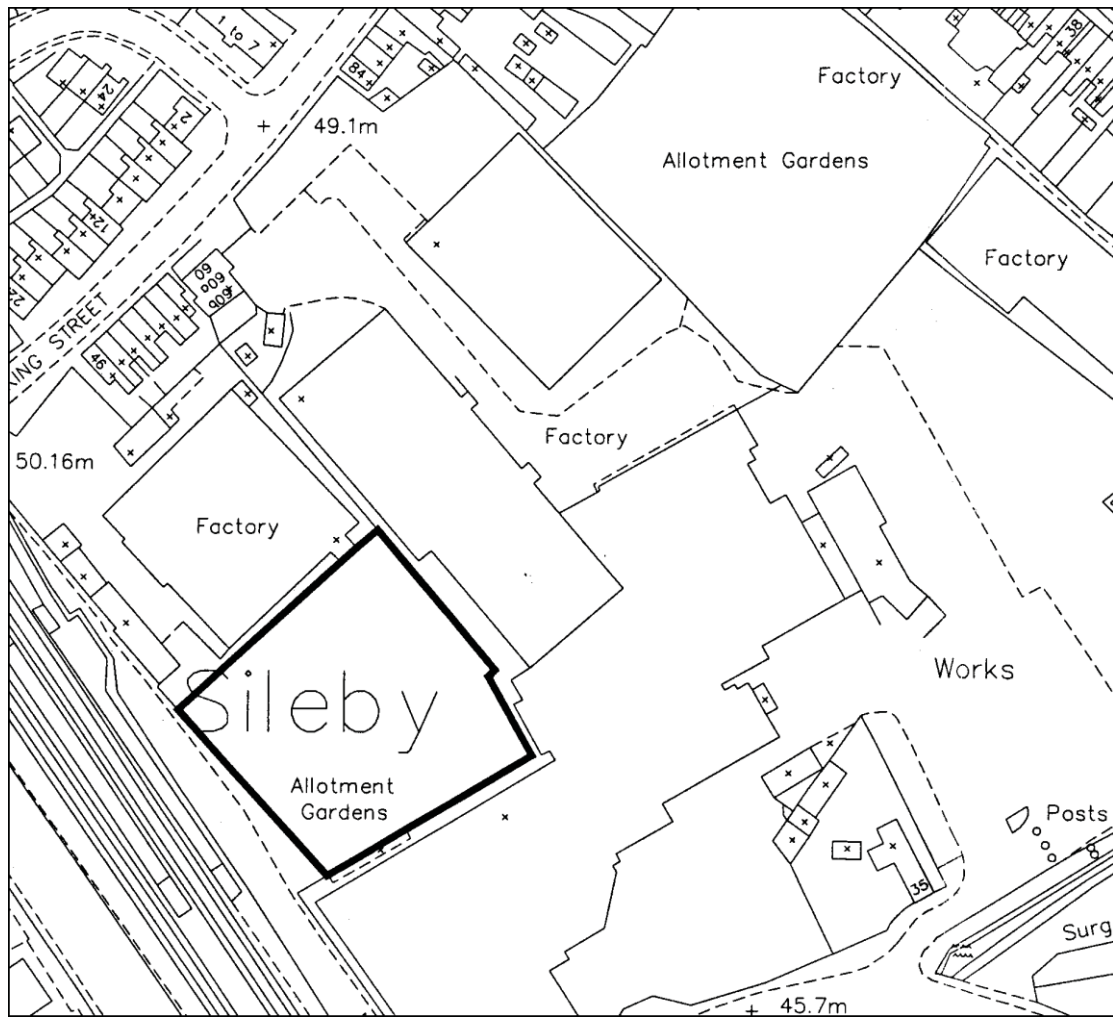 1 to 7
38
84
Factory
24
2
49.1m
Allotment Gardens
12
60
60a
60b
Factory
22
KING STREET
46
Factory
50.16m
Factory
Works
Sileby
Allotment
Gardens
Posts
35
Surg
45.7m